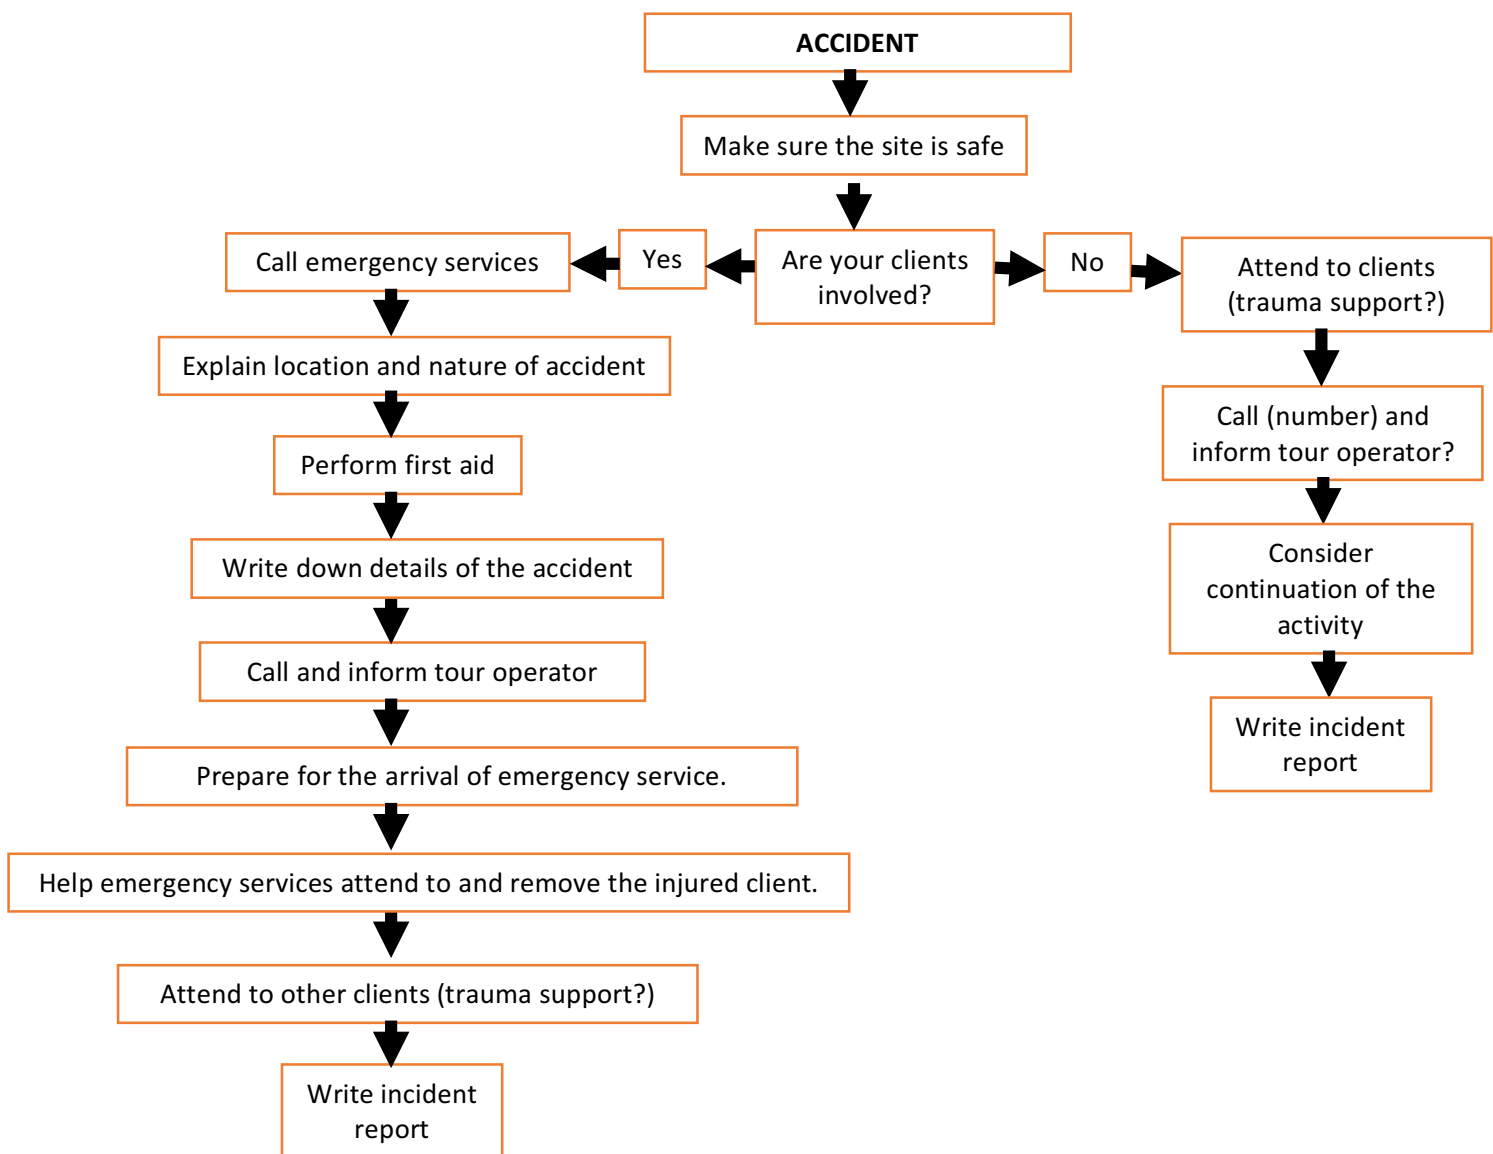 ACCIDENT
Make sure the site is safe
Are your clients
involved?
Yes
Call emergency services
Explain location and nature of accident
Perform first aid
Write down details of the accident
Call and inform tour operator
Prepare for the arrival of emergency service.
Help emergency services attend to and remove the injured client.
Attend to other clients (trauma support?)
Write incident
report
No
Attend to clients
(trauma support?)
Call (number) and
inform tour operator?
Consider
continuation of the
activity
Write incident
report